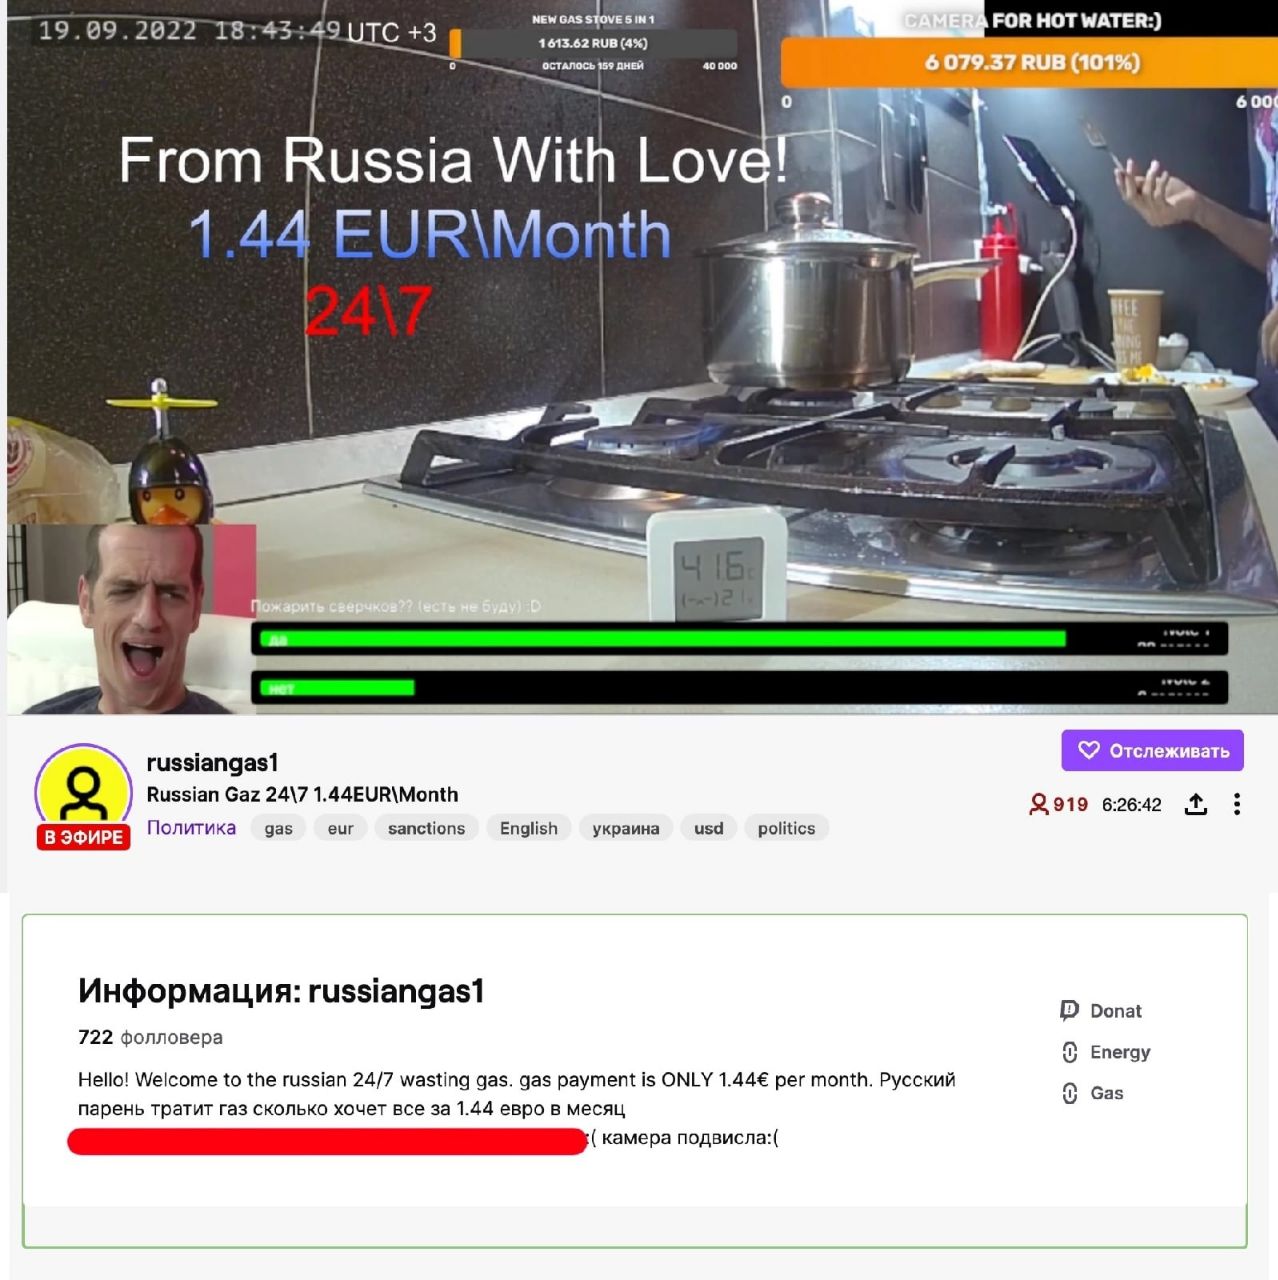 19.09.2022 18:43:49 UTC +3
NEW GAS STOVE 5 IN 1
1 613.62 RUB (4%)
0 ОСТАЛОСЬ 159 ДНЕЙ 40 000
CAMERA FOR HOT WATER:)
6 079.37 RUB (101%)
0 6 000
From Russia With Love!
1.44 EUR\Month
24\7
41.6
Пожарить сверчков?? (есть не буду) :D
да
нет
russiangas1
Отслеживать
Russian Gaz 24\7 1.44EUR\Month
919 6:26:42
Политика gas eur sanctions English украина usd politics
В ЭФИРЕ
Информация: russiangas1
722 фолловера
Hello! Welcome to the russian 24/7 wasting gas. gas payment is ONLY 1.44€ per month. Русский
парень тратит газ сколько хочет все за 1.44 евро в месяц
:( камера подвисла:(
Donat
Energy
Gas